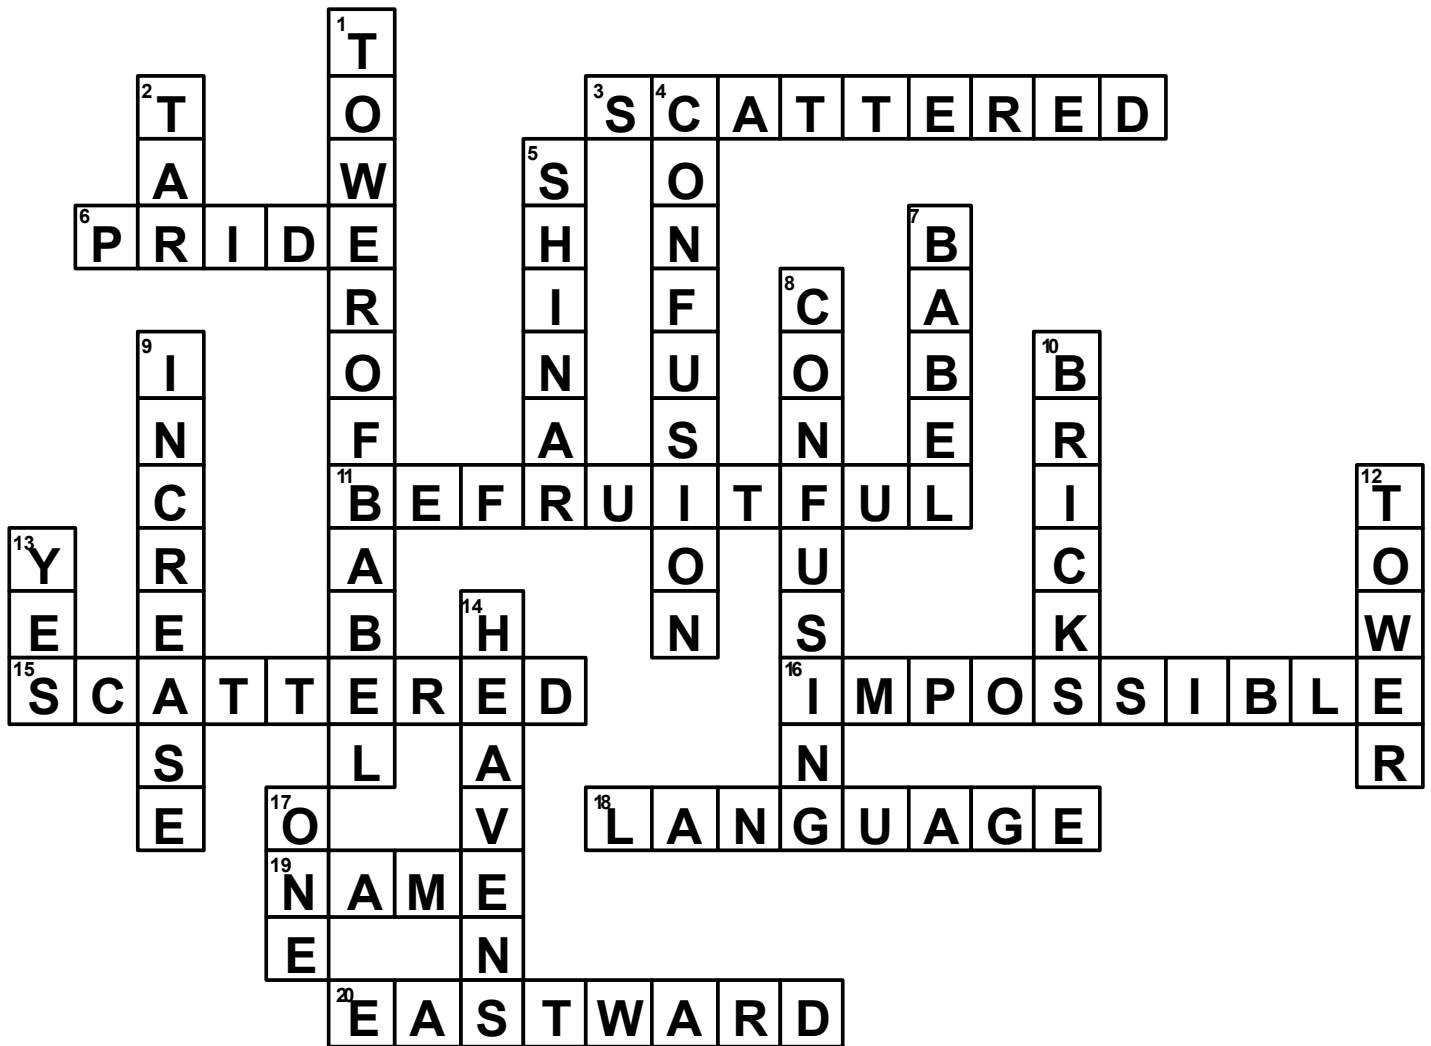 1 T
2 T O 3 S 4 C A T T E R E D
A W 5 S O
6 P R I D E H N 7 B
R I F 8 C A
9 I O N U O B 10 B
N F A S N E R
C 11 B E F R U I T F U L I 12 T
13 Y R A O U C O
E E B 14 H N S K W
15 S C A T T E R E D 16 I M P O S S I B L E
S L A N R
E 17 O V 18 L A N G U A G E
19 N A M E
E N
20 E A S T W A R D